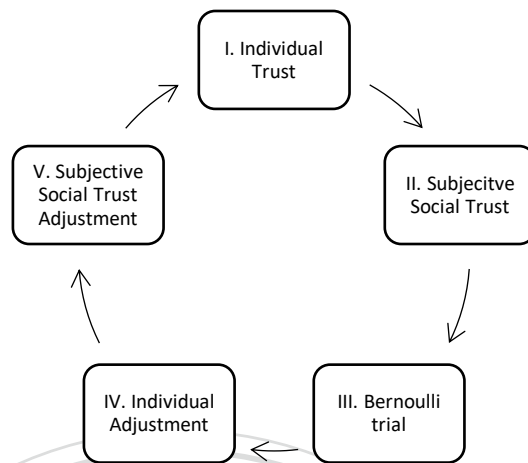 I. Individual
Trust
II. Subjecitve
Social Trust
III. Bernoulli
trial
IV. Individual
Adjustment
V. Subjective
Social Trust
Adjustment